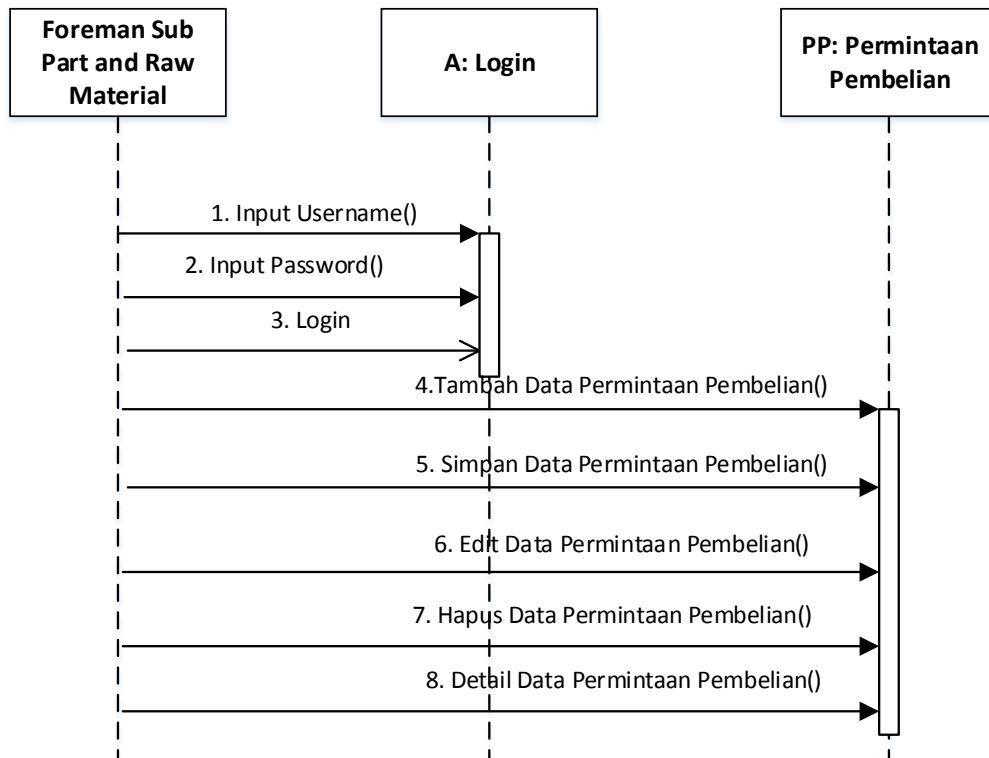 Foreman Sub
Part and Raw
Material
A: Login
PP: Permintaan
Pembelian
1. Input Username()
2. Input Password()
3. Login
4.Tambah Data Permintaan Pembelian()
5. Simpan Data Permintaan Pembelian()
6. Edit Data Permintaan Pembelian()
7. Hapus Data Permintaan Pembelian()
8. Detail Data Permintaan Pembelian()